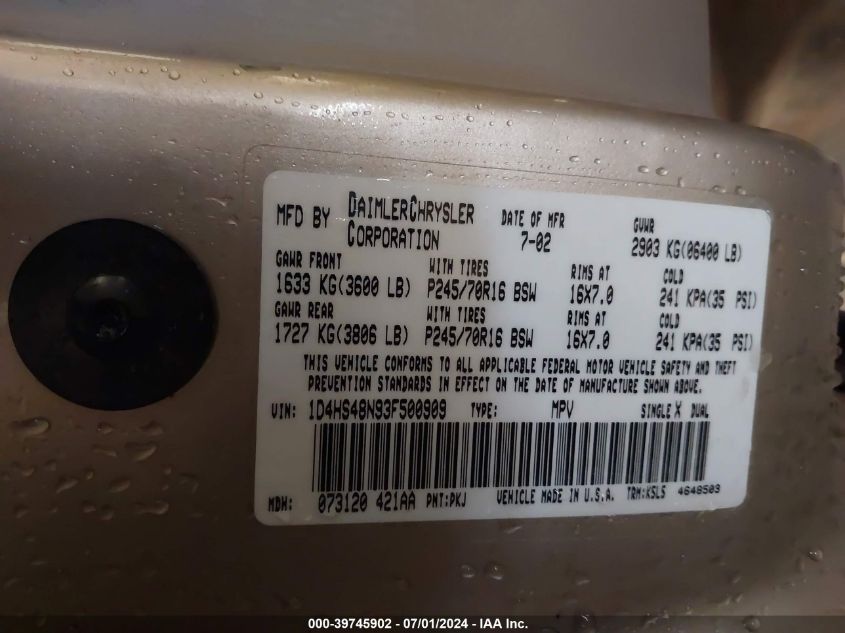 MFD BY DAIMLERCHRYSLER CORPORATION DATE OF MFR 7-02 GVWR 2903 KG(06400 LB)
GAWR FRONT WITH TIRES RIMS AT COLD
1633 KG(3600 LB) P245/70R16 BSW 16X7.0 241 KPA(35 PSI)
GAWR REAR WITH TIRES RIMS AT COLD
1727 KG(3806 LB) P245/70R16 BSW 16X7.0 241 KPA(35 PSI)
THIS VEHICLE CONFORMS TO ALL APPLICABLE FEDERAL MOTOR VEHICLE SAFETY AND THEFT
PREVENTION STANDARDS IN EFFECT ON THE DATE OF MANUFACTURE SHOWN ABOVE.
VIN: 1D4HS48N93F500909 TYPE: MPV SINGLE X DUAL
MDH: 073120 421AA PNT:PKJ VEHICLE MADE IN U.S.A. TRM:KSLS 4648503
000-39745902 - 07/01/2024 - IAA Inc.